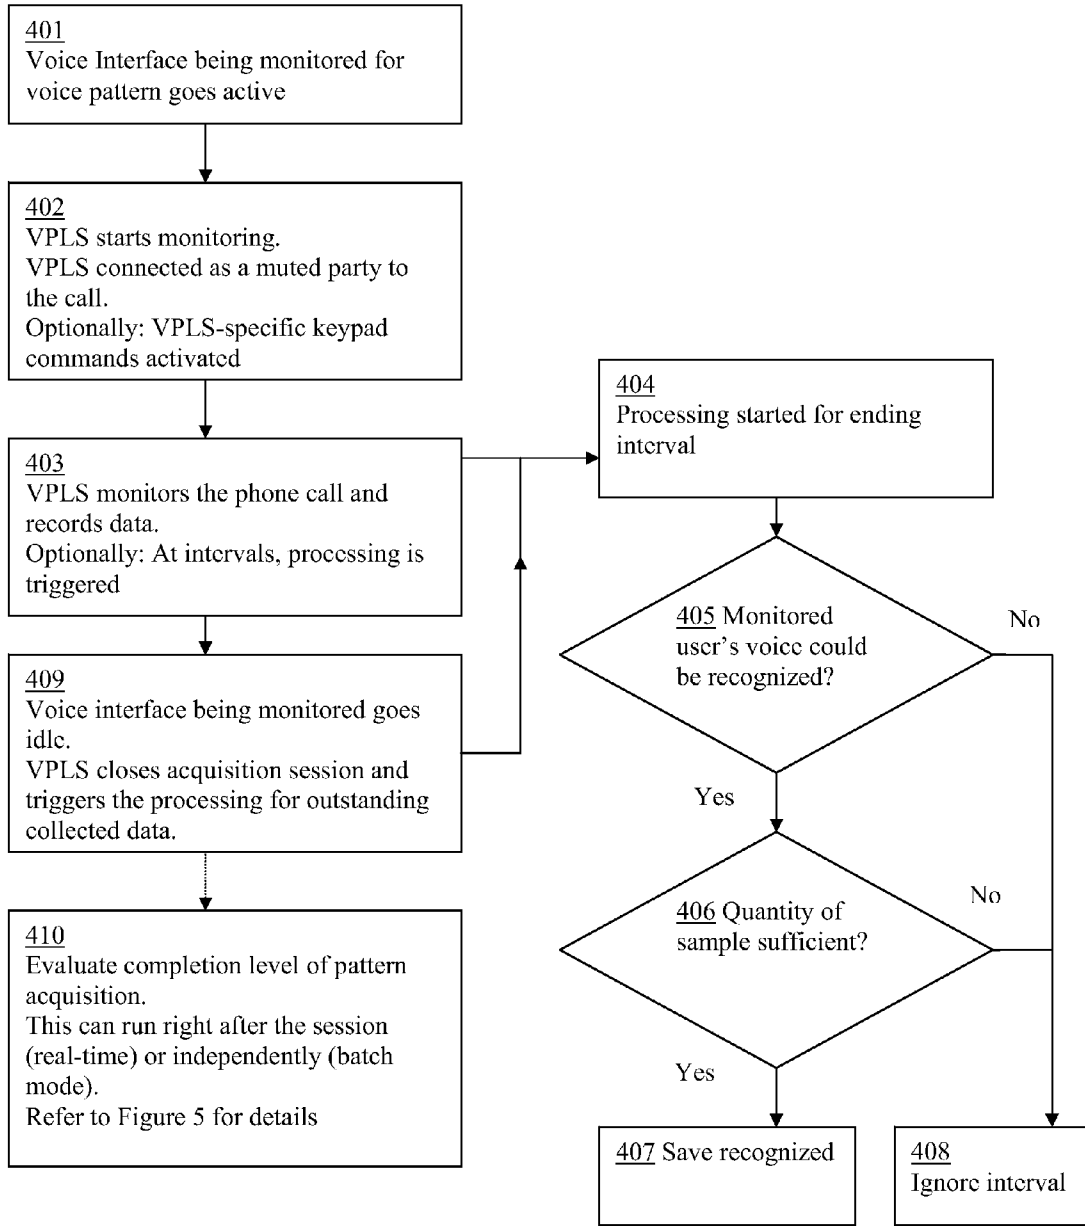 401
Voice Interface being monitored for
voice pattern goes active
402
VPLS starts monitoring.
VPLS connected as a muted party to
the call.
Optionally: VPLS-specific keypad
commands activated
403
VPLS monitors the phone call and
records data.
Optionally: At intervals, processing is
triggered
409
Voice interface being monitored goes
idle.
VPLS closes acquisition session and
triggers the processing for outstanding
collected data.
410
Evaluate completion level of pattern
acquisition.
This can run right after the session
(real-time) or independently (batch
mode).
Refer to Figure 5 for details
404
Processing started for ending
interval
405 Monitored
user's voice could
be recognized?
No
Yes
406 Quantity of
sample sufficient?
No
Yes
407 Save recognized
408
Ignore interval